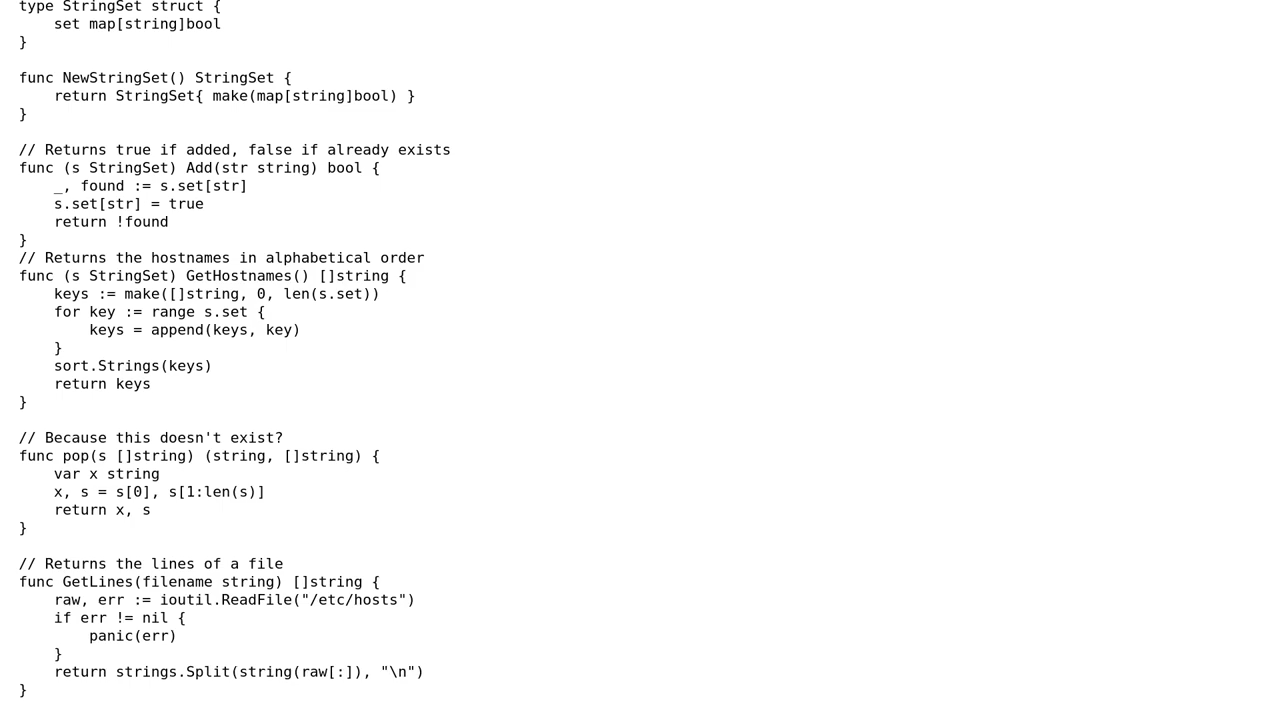 type StringSet struct {
    set map[string]bool
}

func NewStringSet() StringSet {
    return StringSet{ make(map[string]bool) }
}

// Returns true if added, false if already exists
func (s StringSet) Add(str string) bool {
    _, found := s.set[str]
    s.set[str] = true
    return !found
}
// Returns the hostnames in alphabetical order
func (s StringSet) GetHostnames() []string {
    keys := make([]string, 0, len(s.set))
    for key := range s.set {
        keys = append(keys, key)
    }
    sort.Strings(keys)
    return keys
}

// Because this doesn't exist?
func pop(s []string) (string, []string) {
    var x string
    x, s = s[0], s[1:len(s)]
    return x, s
}

// Returns the lines of a file
func GetLines(filename string) []string {
    raw, err := ioutil.ReadFile("/etc/hosts")
    if err != nil {
        panic(err)
    }
    return strings.Split(string(raw[:]), "\n")
}